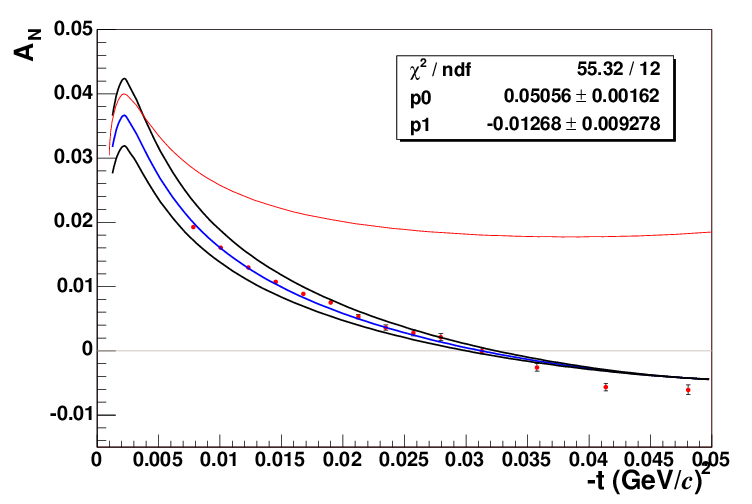 A_N
0.05
0.04
0.03
0.02
0.01
0
-0.01
χ² / ndf 55.32 / 12
p0 0.05056 ± 0.00162
p1 -0.01268 ± 0.009278
0 0.005 0.01 0.015 0.02 0.025 0.03 0.035 0.04 0.045 0.05
-t (GeV/c)²